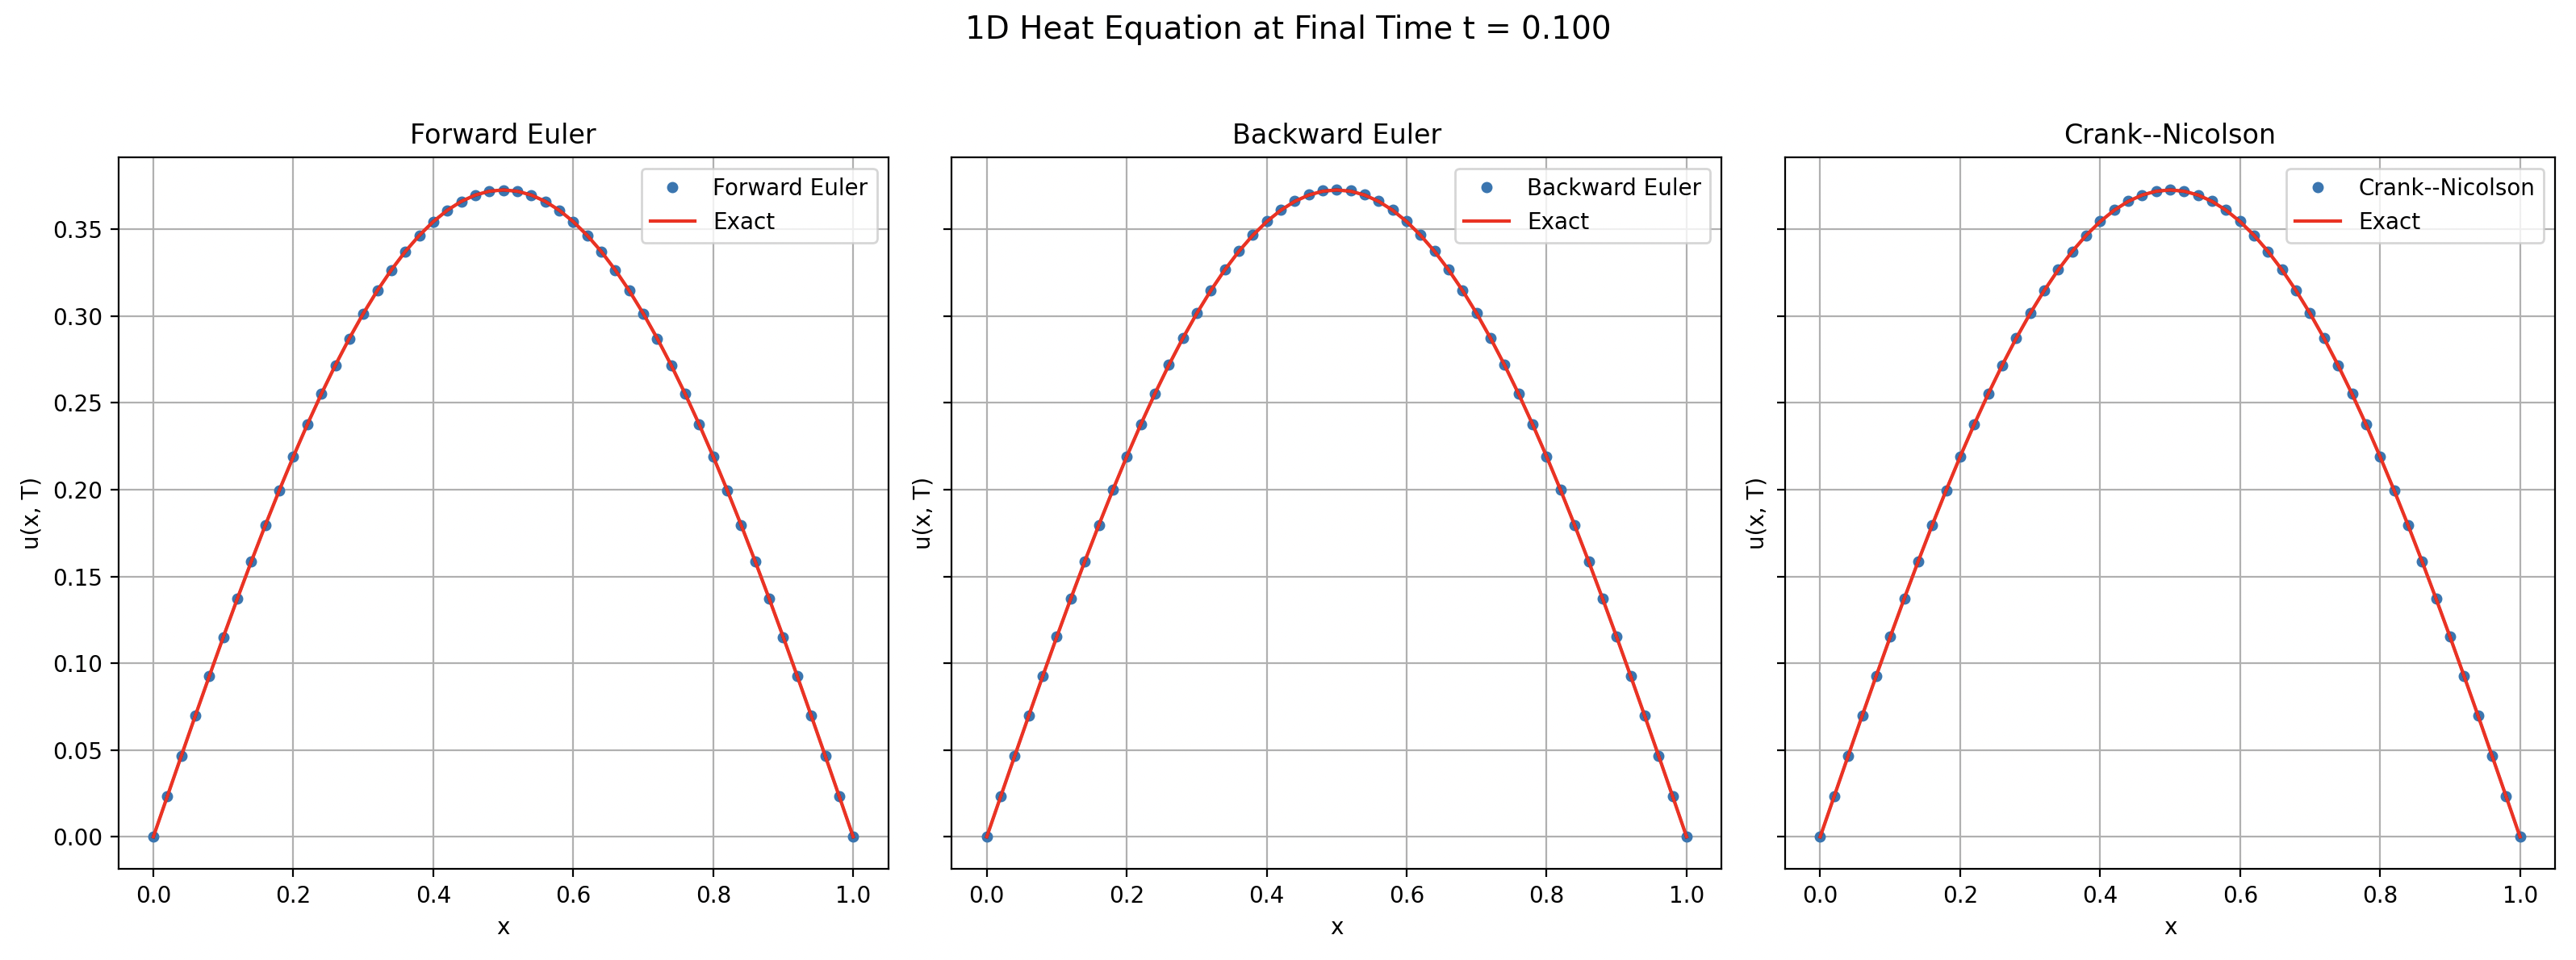 1D Heat Equation at Final Time t = 0.100
Forward Euler
Forward Euler
Exact
0.35
0.30
0.25
0.20
0.15
0.10
0.05
0.00
u(x, T)
0.0 0.2 0.4 0.6 0.8 1.0
x
Backward Euler
Backward Euler
Exact
u(x, T)
0.0 0.2 0.4 0.6 0.8 1.0
x
Crank--Nicolson
Crank--Nicolson
Exact
u(x, T)
0.0 0.2 0.4 0.6 0.8 1.0
x